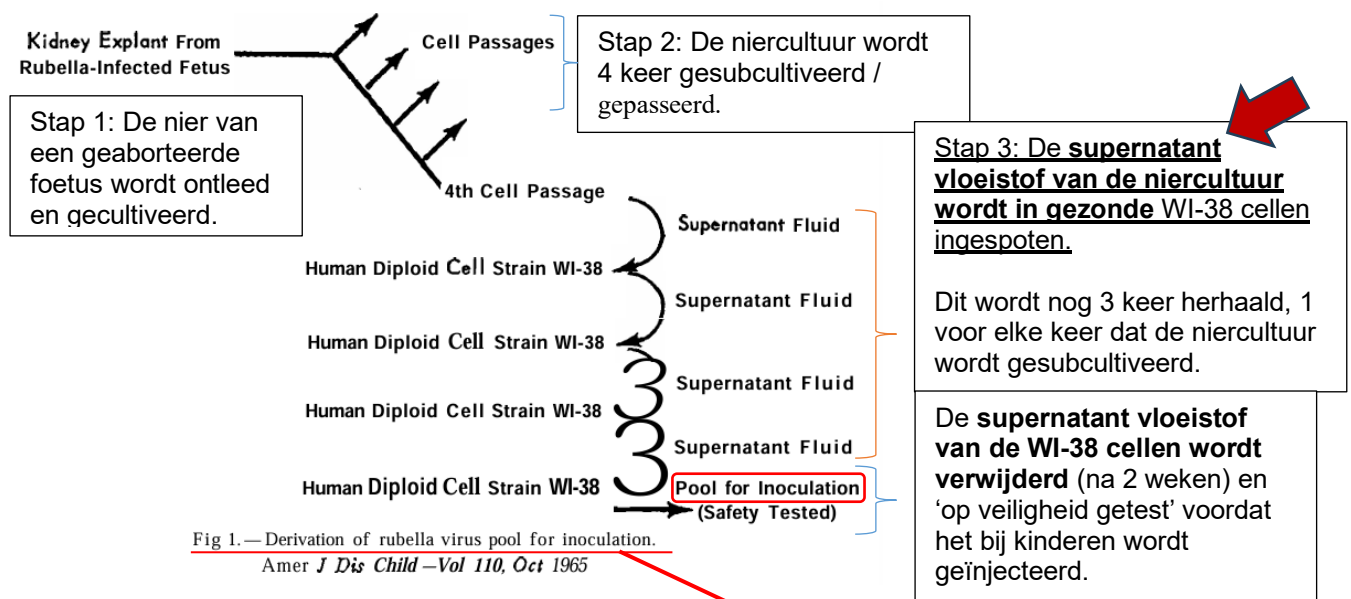 Kidney Explant From
Rubella-Infected Fetus
Cell Passages
Stap 2: De niercultuur wordt
4 keer gesubcultiveerd /
gepasseerd.
Stap 1: De nier van
een geaborteerde
foetus wordt ontleed
en gecultiveerd.
4th Cell Passage
Supernatant Fluid
Human Diploid Cell Strain WI-38
Supernatant Fluid
Human Diploid Cell Strain WI-38
Supernatant Fluid
Human Diploid Cell Strain WI-38
Supernatant Fluid
Human Diploid Cell Strain WI-38
Pool for Inoculation
(Safety Tested)
Fig 1.—Derivation of rubella virus pool for inoculation.
Amer J Dis Child—Vol 110, Oct 1965
Stap 3: De supernatant
vloeistof van de niercultuur
wordt in gezonde WI-38 cellen
ingespoten.
Dit wordt nog 3 keer herhaald, 1
voor elke keer dat de niercultuur
wordt gesubcultiveerd.
De supernatant vloeistof
van de WI-38 cellen wordt
verwijderd (na 2 weken) en
‘op veiligheid getest’ voordat
het bij kinderen wordt
geïnjecteerd.